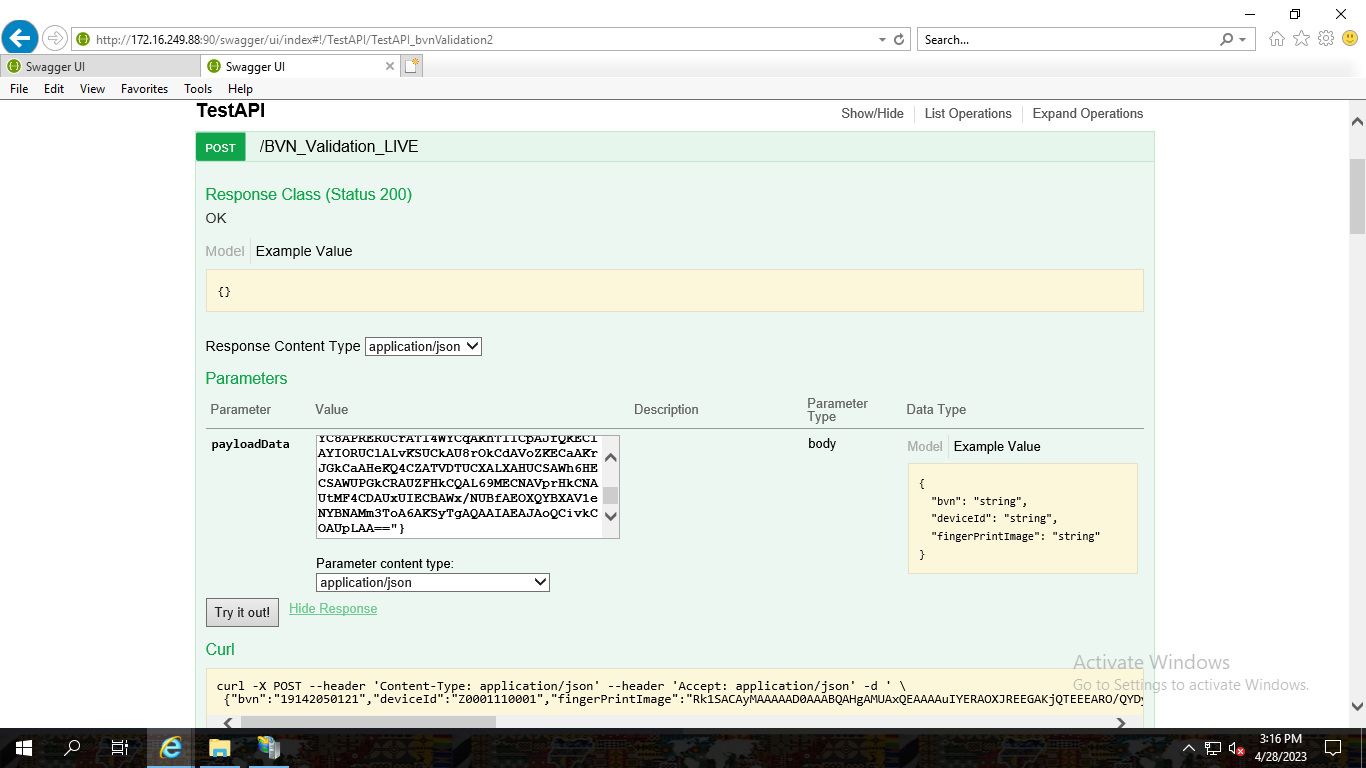 http://172.16.249.88:90/swagger/ui/index#!/TestAPI/TestAPI_bvnValidation2
Search...
Swagger UI
Swagger UI
File Edit View Favorites Tools Help
TestAPI
Show/Hide
List Operations
Expand Operations
POST
/BVN_Validation_LIVE
Response Class (Status 200)
OK
Model
Example Value
{}
Response Content Type
application/json
Parameters
Parameter
Value
Description
Parameter
Type
Data Type
payloadData
AYIORUClALvKSUCkAU8rOkCdAVoZKECaAKr
JGkCaAHeKQ4CZATVDTUCXALXAHUCSAWh6HE
CSAWUPGkCRAUZFHkCQAL69MECNAVprHkCNA
UtMF4CDAUxUIECBAWx/NUBfAEOXQYBXAV1e
NYBNAMm3ToA6AKSyTgAQAAIAEAJAoQCivkC
OAUpLAA=="}
body
Model
Example Value
{
"bvn": "string",
"deviceId": "string",
"fingerPrintImage": "string"
}
Parameter content type:
application/json
Try it out!
Hide Response
Curl
curl -X POST --header 'Content-Type: application/json' --header 'Accept: application/json' -d ' \
{"bvn":"19142050121","deviceId":"Z0001110001","fingerPrintImage":"Rk1SACAyMAAAAAD0AAABQAHgAMUAxQEAAAAuIYERAOXJREEGAKjQTEEEARO/QYD
Activate Windows
Go to Settings to activate Windows.
3:16 PM
4/28/2023